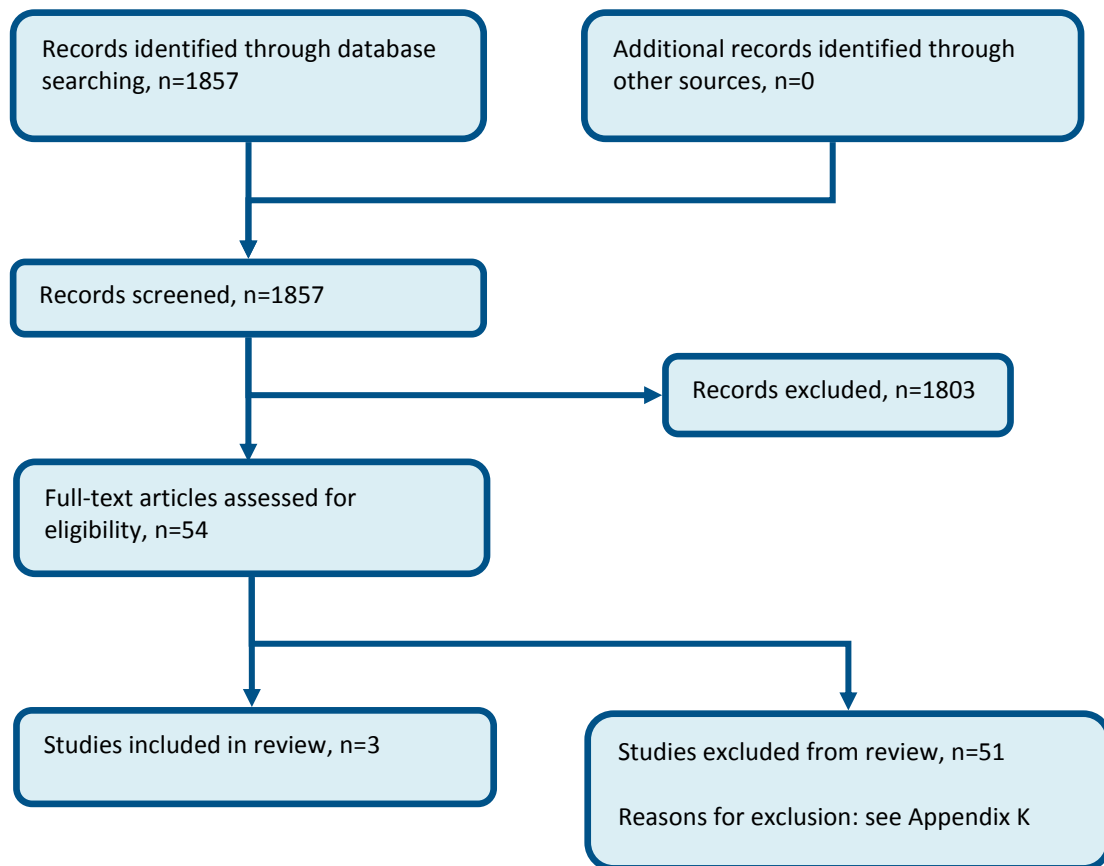 Records identified through database
searching, n=1857
Additional records identified through
other sources, n=0
Records screened, n=1857
Records excluded, n=1803
Full-text articles assessed for
eligibility, n=54
Studies included in review, n=3
Studies excluded from review, n=51
Reasons for exclusion: see Appendix K